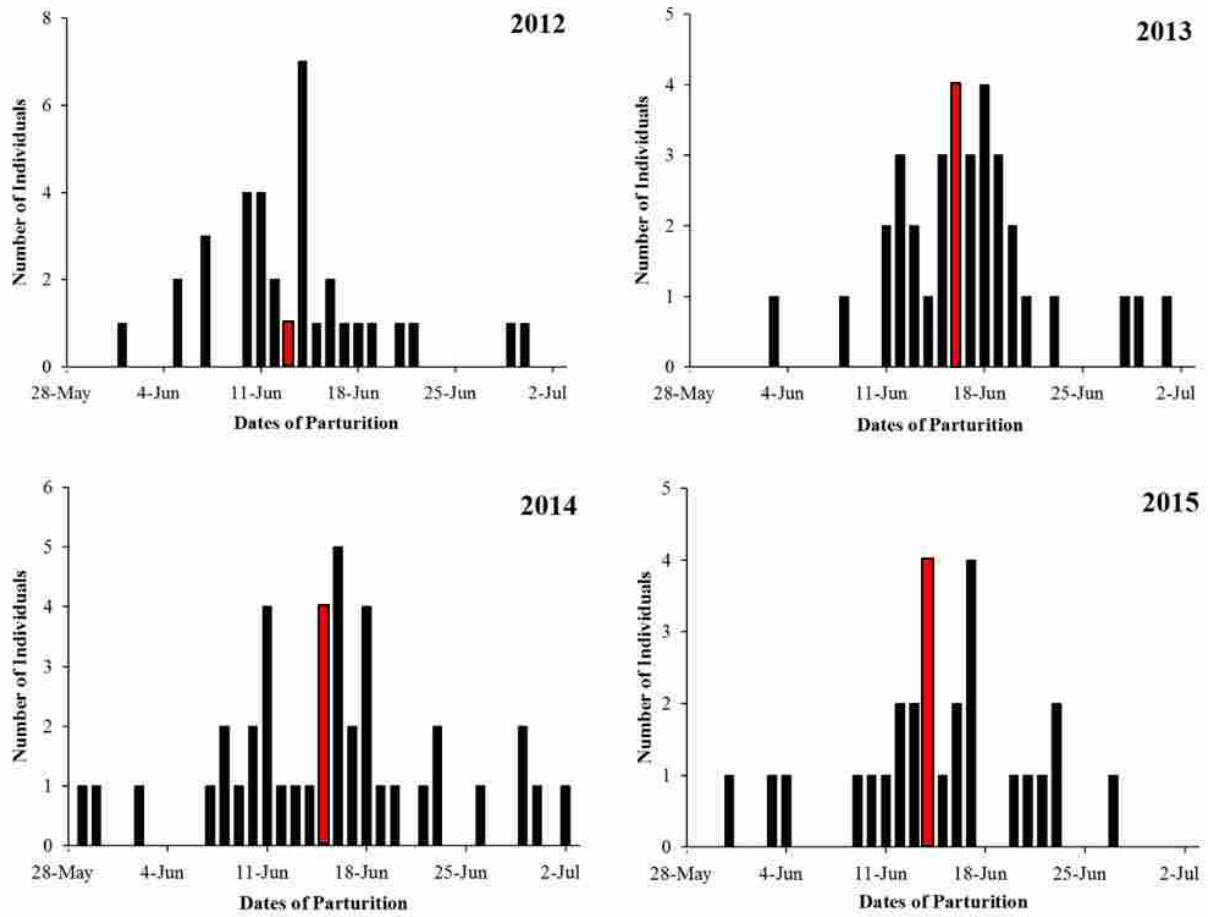 2012
Number of Individuals
8
6
4
2
0
28-May 4-Jun 11-Jun 18-Jun 25-Jun 2-Jul
Dates of Parturition
2013
Number of Individuals
5
4
3
2
1
0
28-May 4-Jun 11-Jun 18-Jun 25-Jun 2-Jul
Dates of Parturition
2014
Number of Individuals
6
5
4
3
2
1
0
28-May 4-Jun 11-Jun 18-Jun 25-Jun 2-Jul
Dates of Parturition
2015
Number of Individuals
5
4
3
2
1
0
28-May 4-Jun 11-Jun 18-Jun 25-Jun 2-Jul
Dates of Parturition